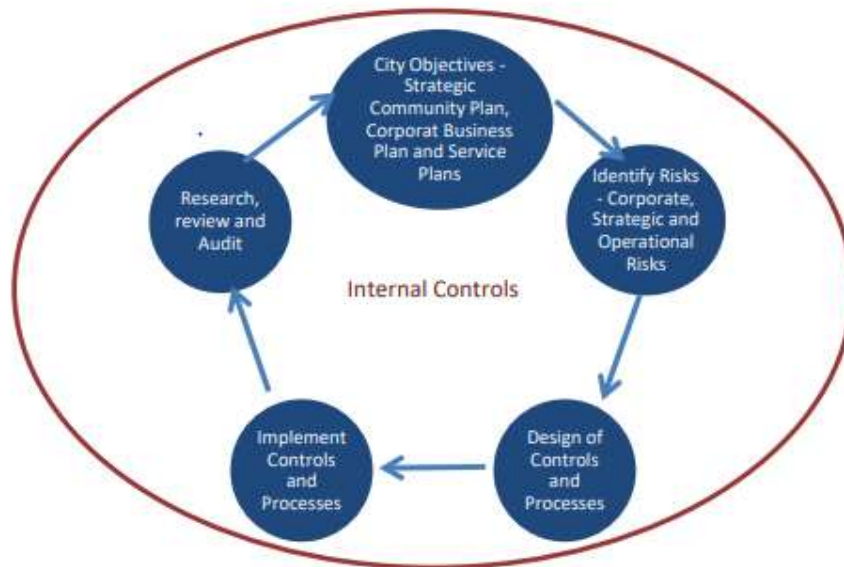 City Objectives -
Strategic
Community Plan,
Corporat Business
Plan and Service
Plans
Identify Risks
- Corporate,
Strategic and
Operational
Risks
Design of
Controls
and
Processes
Implement
Controls
and
Processes
Research,
review and
Audit
Internal Controls